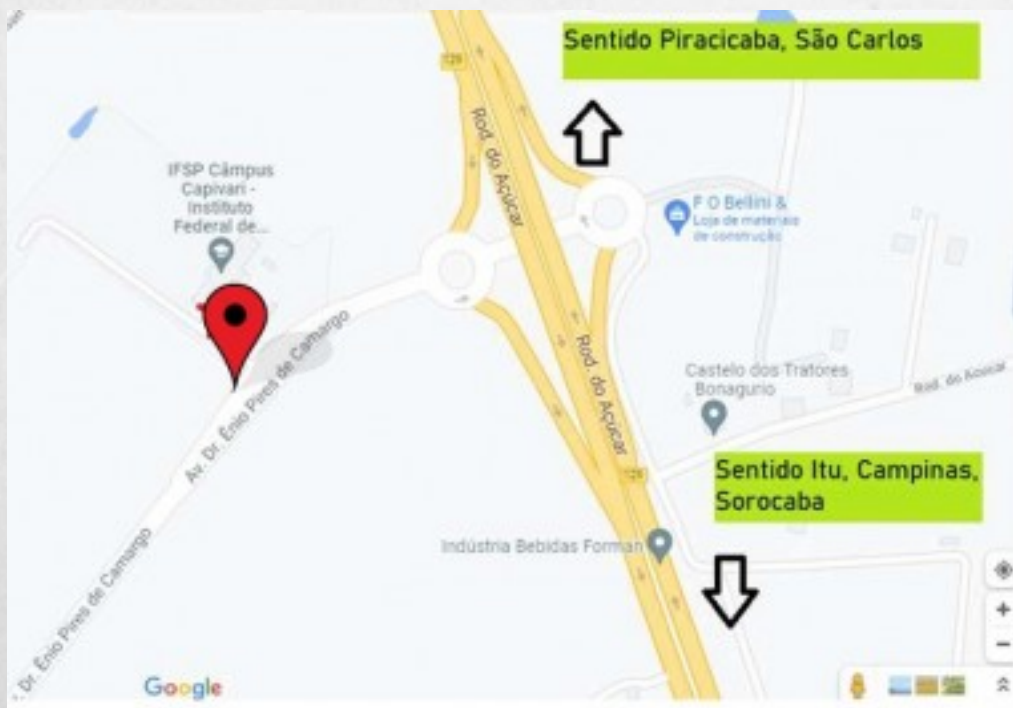 Sentido Piracicaba, São Carlos
129
Rod. do Açúcar
IFSP Câmpus
Capivari -
Instituto
Federal de...
F O Bellini &
Loja de materiais
de construção
Av. Dr. Ênio Pires de Camargo
Rod. do Açúcar
Castelo dos Tratores
Bonagurio
Rod. do Açúcar
129
Sentido Itu, Campinas,
Sorocaba
Indústria Bebidas Forman
Dr. Ênio Pires de Camargo
Google